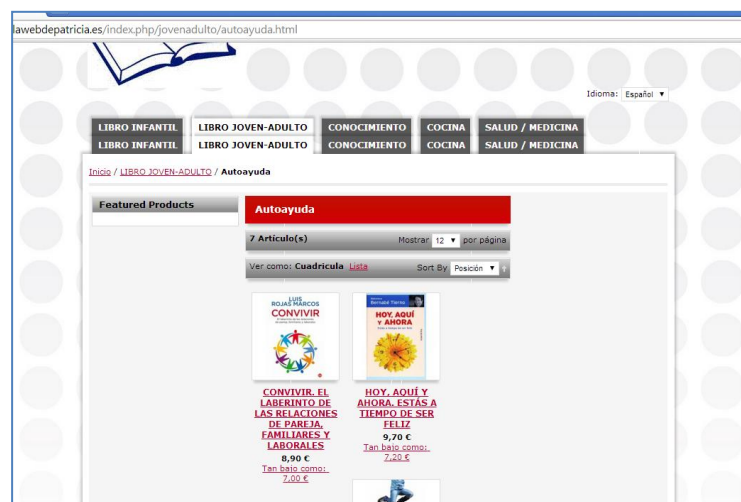 lawebdepatricia.es/index.php/jovenadulto/autoayuda.html
Idioma: Español
LIBRO INFANTIL LIBRO JOVEN-ADULTO CONOCIMIENTO COCINA SALUD / MEDICINA
LIBRO INFANTIL LIBRO JOVEN-ADULTO CONOCIMIENTO COCINA SALUD / MEDICINA
Inicio / LIBRO JOVEN-ADULTO / Autoayuda
Featured Products
Autoayuda
7 Artículo(s) Mostrar 12 por página
Ver como: Cuadricula Lista Sort By Posición
LUIS
ROJAS MARCOS
CONVIVIR
Bernabé Tierno
HOY, AQUÍ
Y AHORA
CONVIVIR. EL
LABERINTO DE
LAS RELACIONES
DE PAREJA,
FAMILIARES Y
LABORALES
8,90 €
Tan bajo como:
7,00 €
HOY, AQUÍ Y
AHORA. ESTÁS A
TIEMPO DE SER
FELIZ
9,70 €
Tan bajo como:
7,20 €